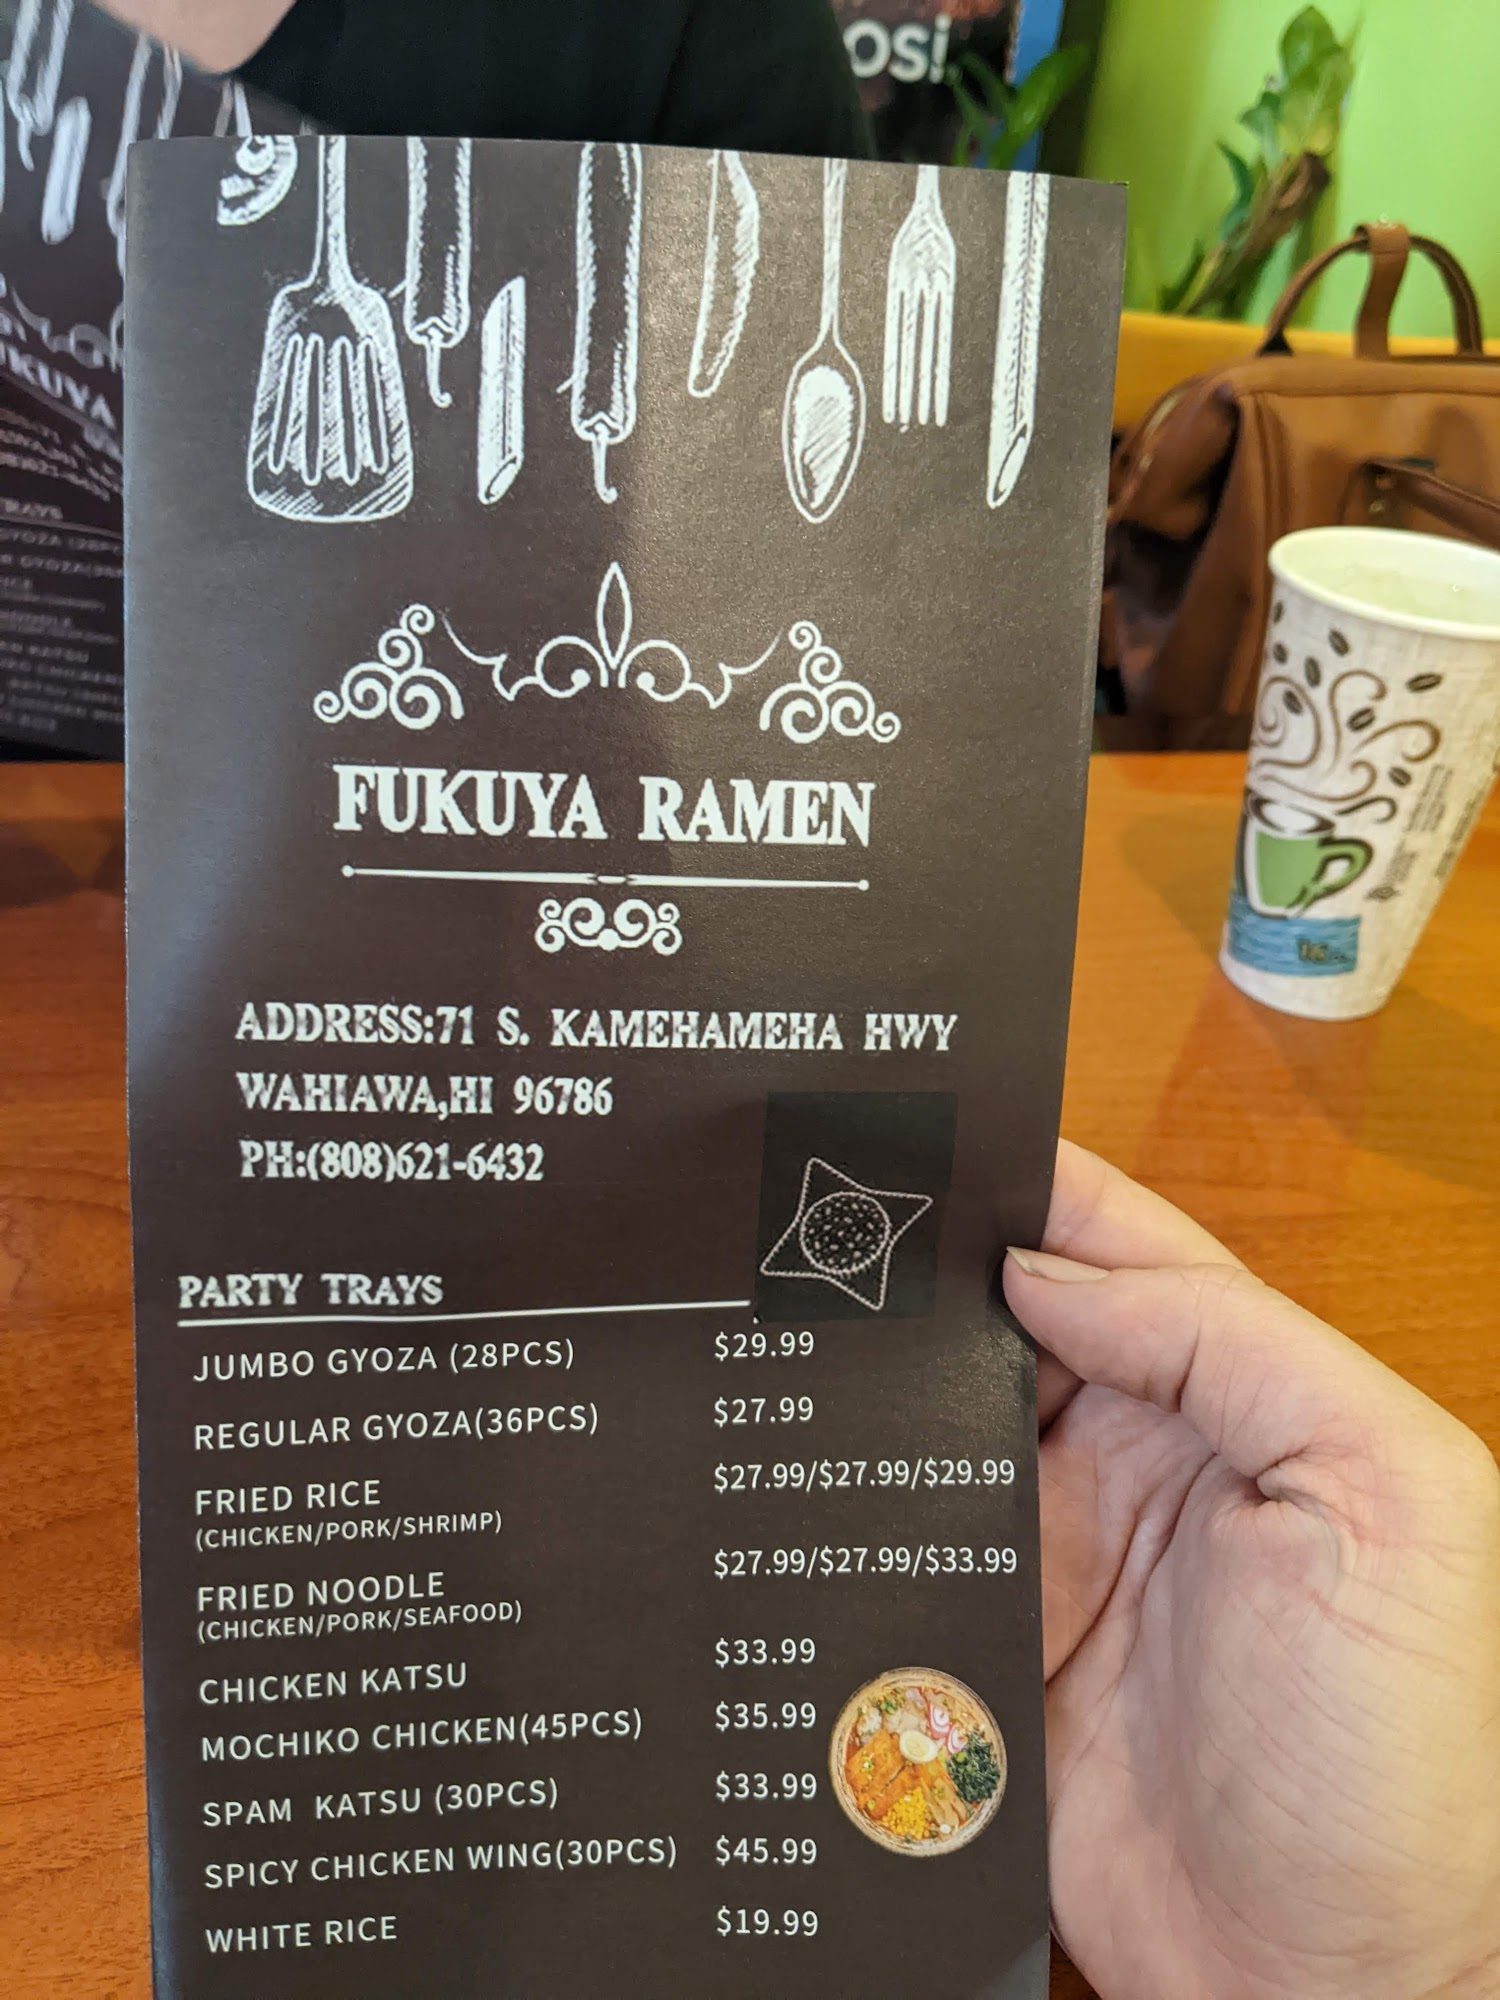 OS!
FUKUYA RAMEN
ADDRESS:71 S. KAMEHAMEHA HWY
WAHIAWA,HI 96786
PH:(808)621-6432
PARTY TRAYS
JUMBO GYOZA (28PCS) $29.99
REGULAR GYOZA(36PCS) $27.99
FRIED RICE $27.99/$27.99/$29.99
(CHICKEN/PORK/SHRIMP)
FRIED NOODLE $27.99/$27.99/$33.99
(CHICKEN/PORK/SEAFOOD)
CHICKEN KATSU $33.99
MOCHIKO CHICKEN(45PCS) $35.99
SPAM KATSU (30PCS) $33.99
SPICY CHICKEN WING(30PCS) $45.99
WHITE RICE $19.99
16